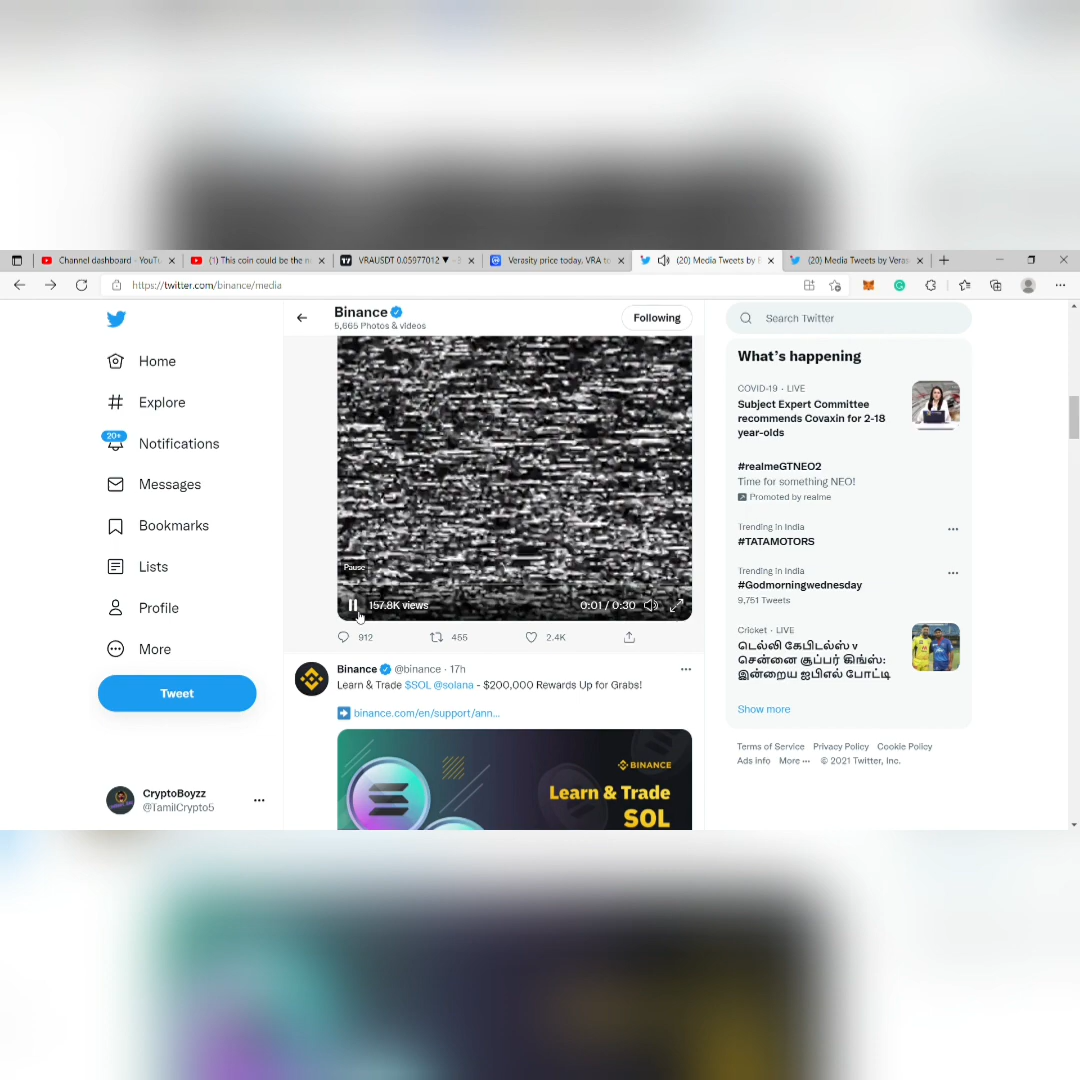 Channel dashboard - YouTu
(1) This coin could be the n
VRAUSDT 0.05977012 ▼ -3
Verasity price today, VRA to
(20) Media Tweets by B
(20) Media Tweets by Veras
https://twitter.com/binance/media
Binance
5,665 Photos & videos
Following
Search Twitter
Home
Explore
20+
Notifications
Messages
Bookmarks
Lists
Profile
More
Tweet
CryptoBoyzz
@TamilCrypto5
Pause
157.8K views
0:01 / 0:30
912
455
2.4K
Binance @binance · 17h
Learn & Trade $SOL @solana - $200,000 Rewards Up for Grabs!
binance.com/en/support/ann...
BINANCE
Learn & Trade
SOL
What's happening
COVID-19 · LIVE
Subject Expert Committee
recommends Covaxin for 2-18
year-olds
#realmeGTNEO2
Time for something NEO!
Promoted by realme
Trending in India
#TATAMOTORS
Trending in India
#Godmorningwednesday
9,751 Tweets
Cricket · LIVE
டெல்லி கேபிடல்ஸ் v
சென்னை சூப்பர் கிங்ஸ்:
இன்றைய ஐபிஎல் போட்டி
Show more
Terms of Service Privacy Policy Cookie Policy
Ads info More ··· © 2021 Twitter, Inc.